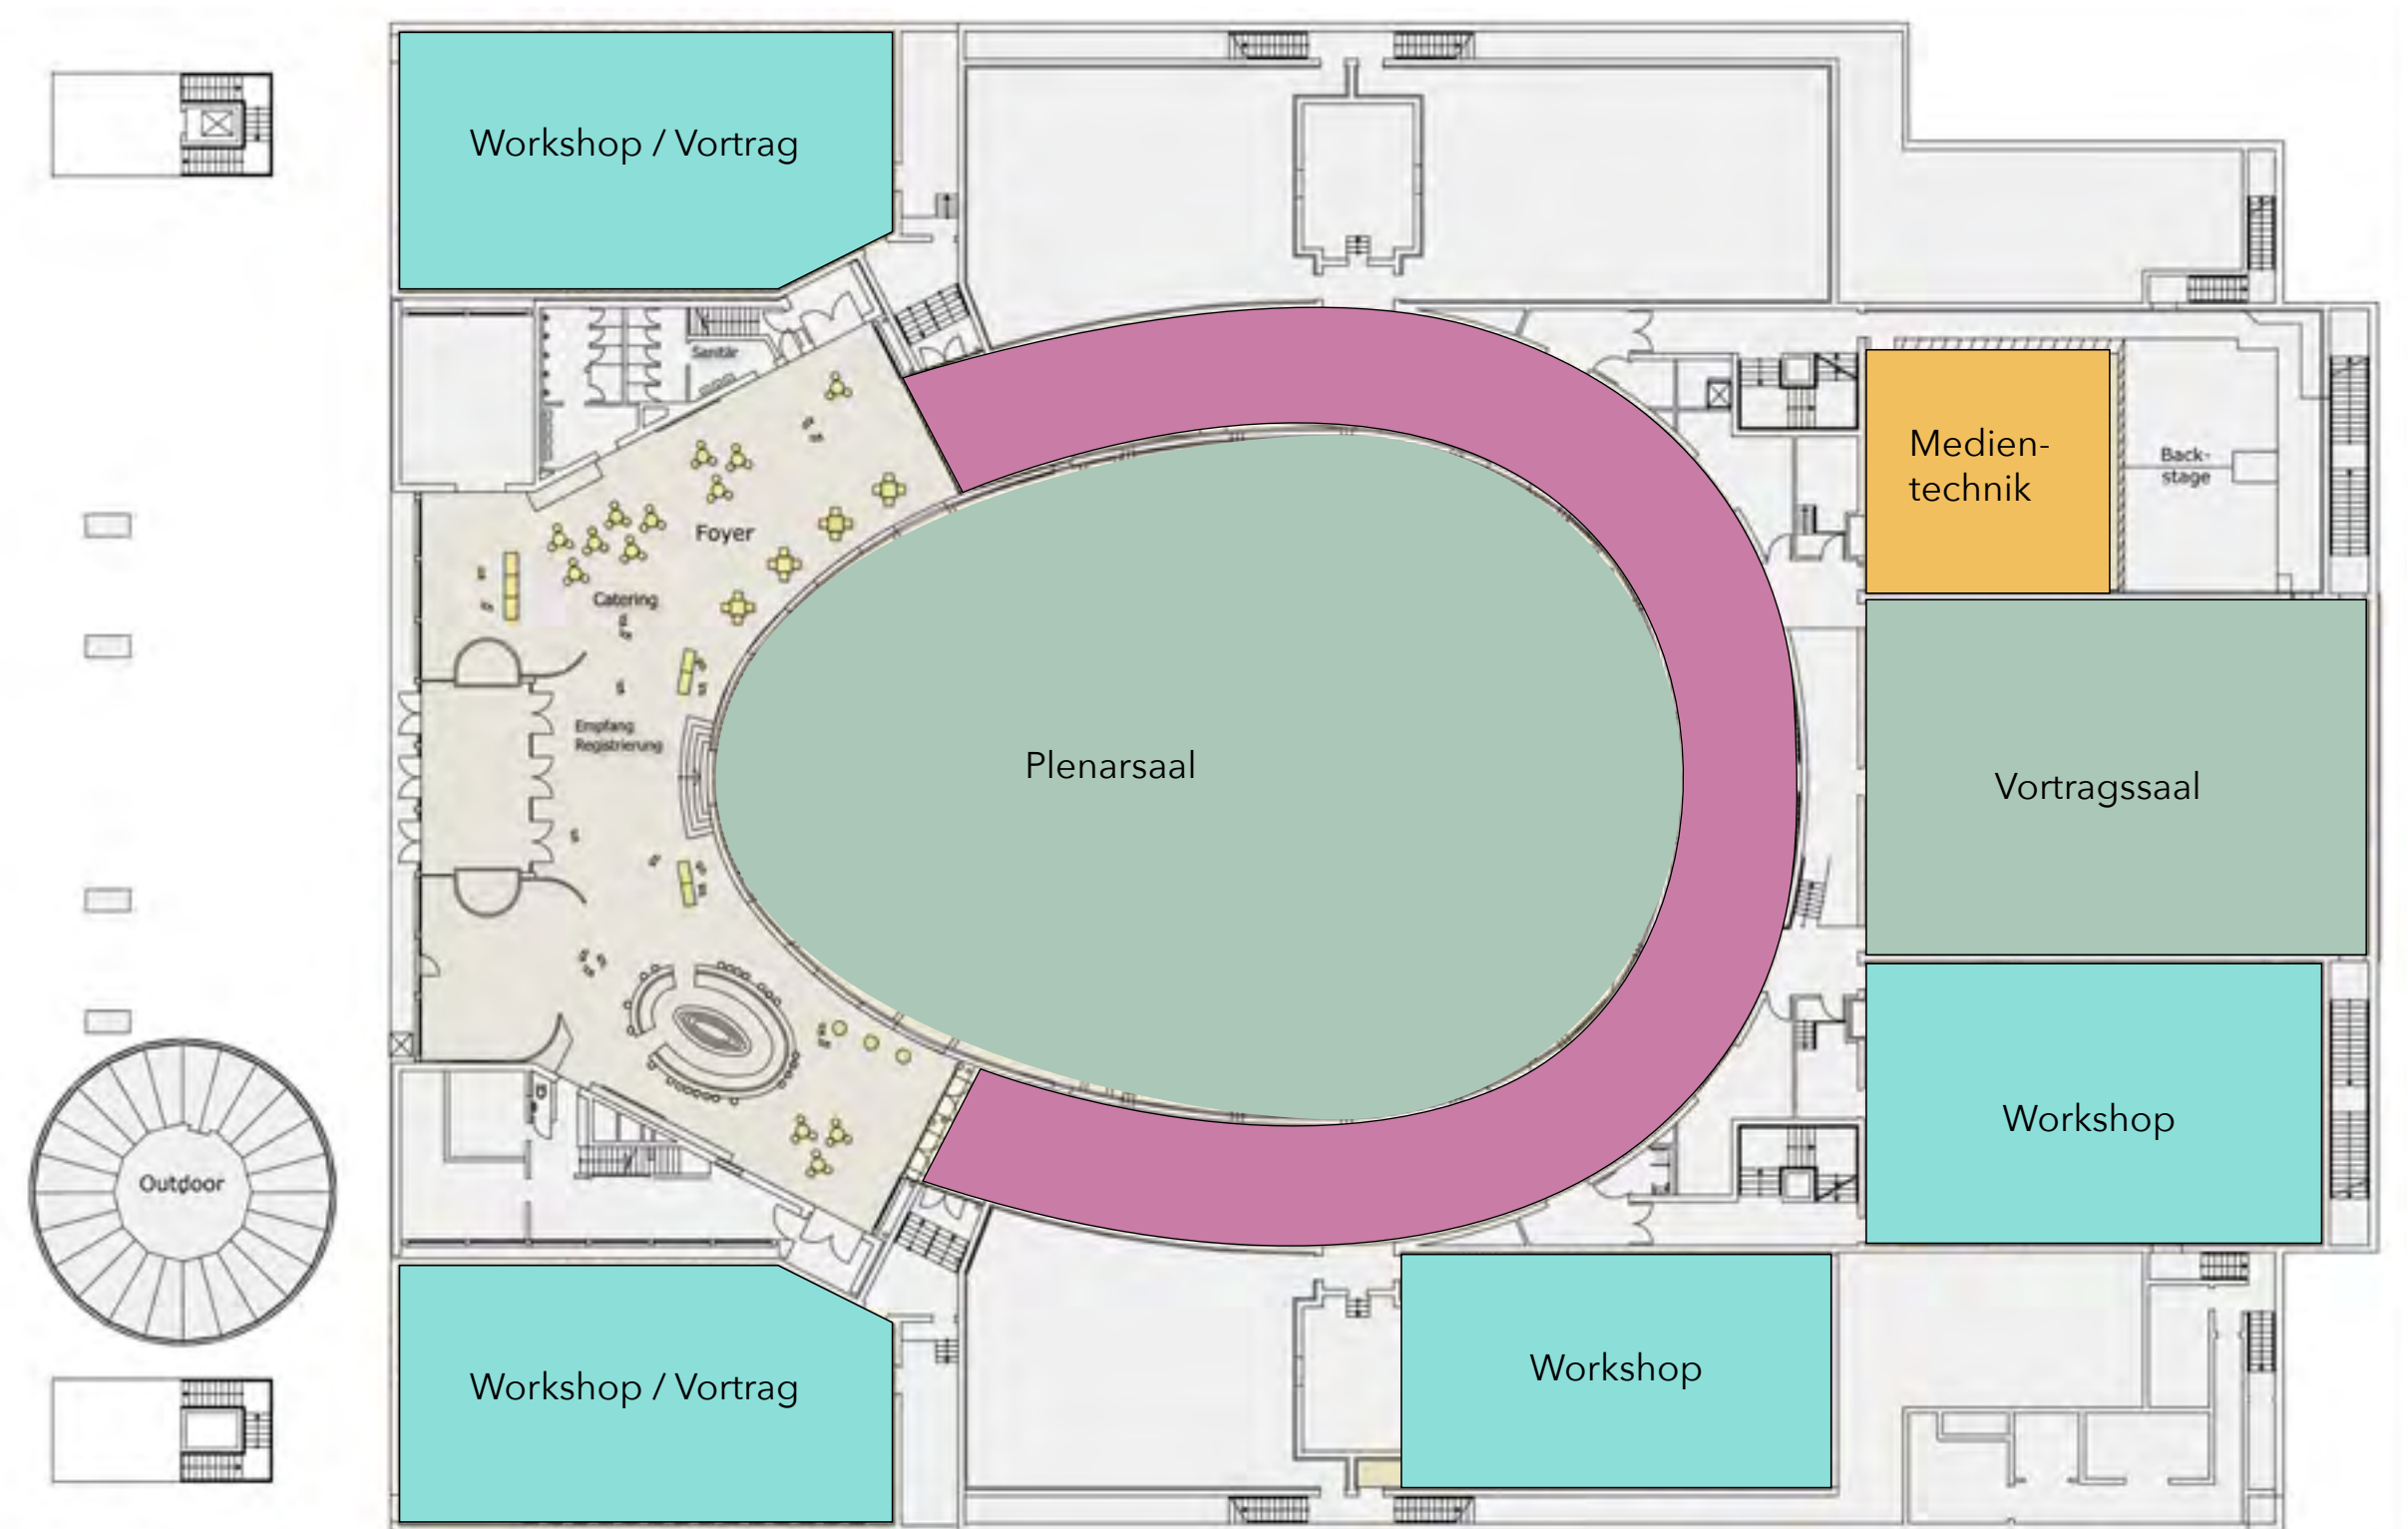 Workshop / Vortrag
Sanitär
Medien-
technik
Back-
stage
Foyer
Catering
Empfang
Registrierung
Plenarsaal
Vortragssaal
Workshop
Outdoor
Workshop / Vortrag
Workshop